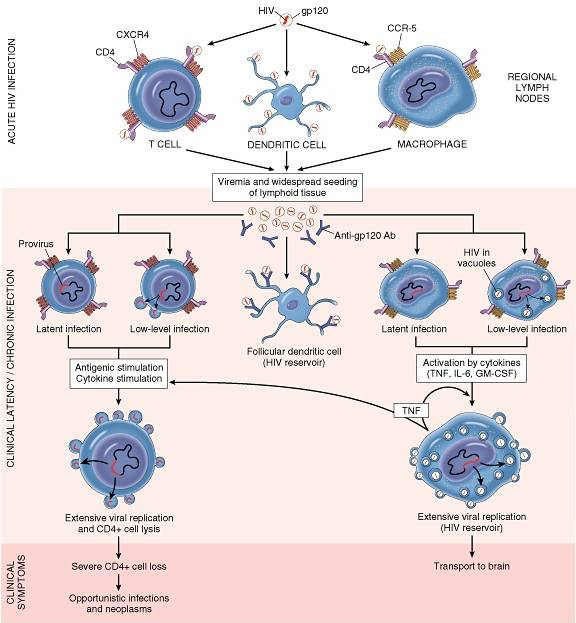 HIV
gp120
ACUTE HIV INFECTION
CXCR4
CD4
CCR-5
CD4
REGIONAL
LYMPH
NODES
T CELL
DENDRITIC CELL
MACROPHAGE
Viremia and widespread seeding
of lymphoid tissue
CLINICAL LATENCY / CHRONIC INFECTION
Anti-gp120 Ab
Provirus
HIV in
vacuoles
Latent infection
Low-level infection
Follicular dendritic cell
(HIV reservoir)
Latent infection
Low-level infection
Antigenic stimulation
Cytokine stimulation
Activation by cytokines
(TNF, IL-6, GM-CSF)
TNF
Extensive viral replication
and CD4+ cell lysis
Extensive viral replication
(HIV reservoir)
CLINICAL
SYMPTOMS
Severe CD4+ cell loss
Transport to brain
Opportunistic infections
and neoplasms